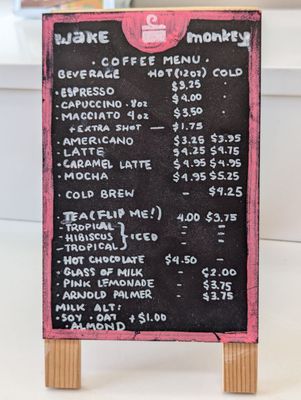 wake monkey
· COFFEE MENU ·
BEVERAGE HOT(12oz) COLD
· ESPRESSO $3.25 ·
· CAPUCCINO · 8oz $4.00 ·
· MACCIATO 4oz $3.50 ·
+ EXTRA SHOT — $1.75
· AMERICANO $3.25 $3.95
· LATTE $4.25 $4.75
· CARAMEL LATTE $4.95 $4.95
· MOCHA $4.95 $5.25
· COLD BREW - $4.25
· TEA (FLIP ME!) 4.00 $3.75
- TROPICAL - =
- HIBISCUS } ICED - =
- TROPICAL - =
· HOT CHOCOLATE $4.50 -
· GLASS OF MILK - $2.00
· PINK LEMONADE - $3.75
· ARNOLD PALMER - $3.75
MILK ALT:
· SOY · OAT + $1.00
· ALMOND